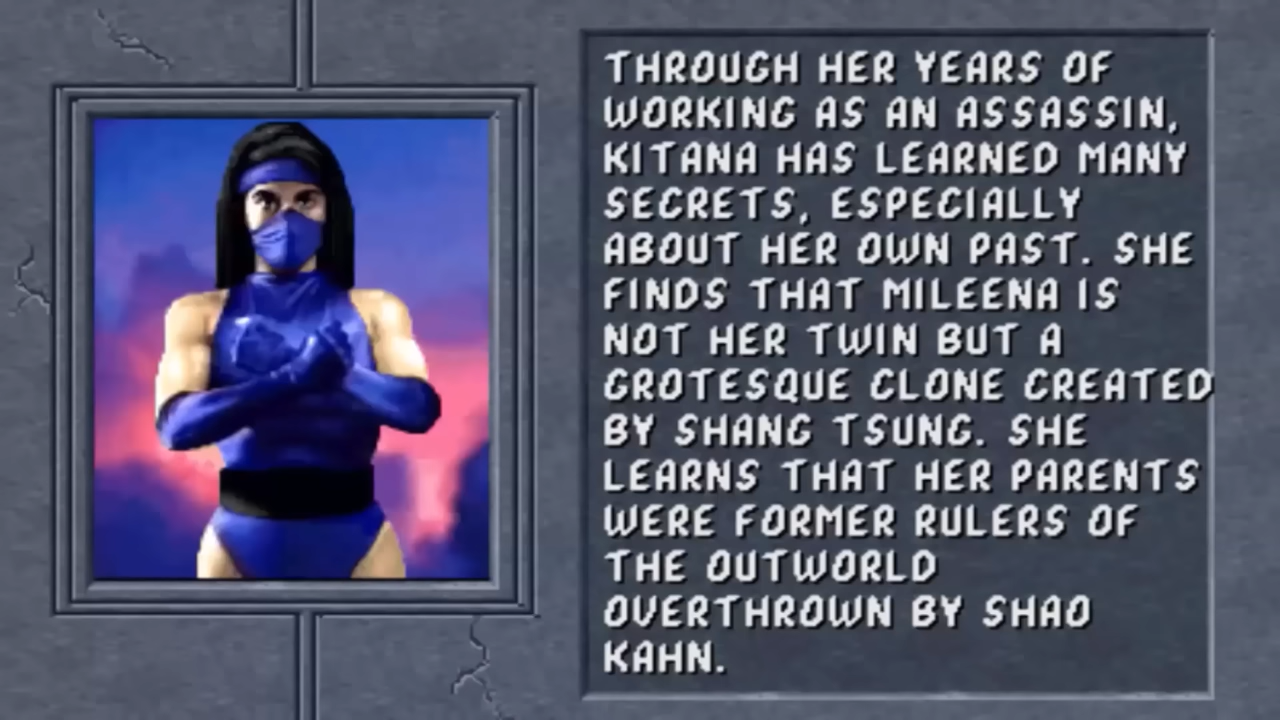 THROUGH HER YEARS OF
WORKING AS AN ASSASSIN,
KITANA HAS LEARNED MANY
SECRETS, ESPECIALLY
ABOUT HER OWN PAST. SHE
FINDS THAT MILEENA IS
NOT HER TWIN BUT A
GROTESQUE CLONE CREATED
BY SHANG TSUNG. SHE
LEARNS THAT HER PARENTS
WERE FORMER RULERS OF
THE OUTWORLD
OVERTHROWN BY SHAO
KAHN.